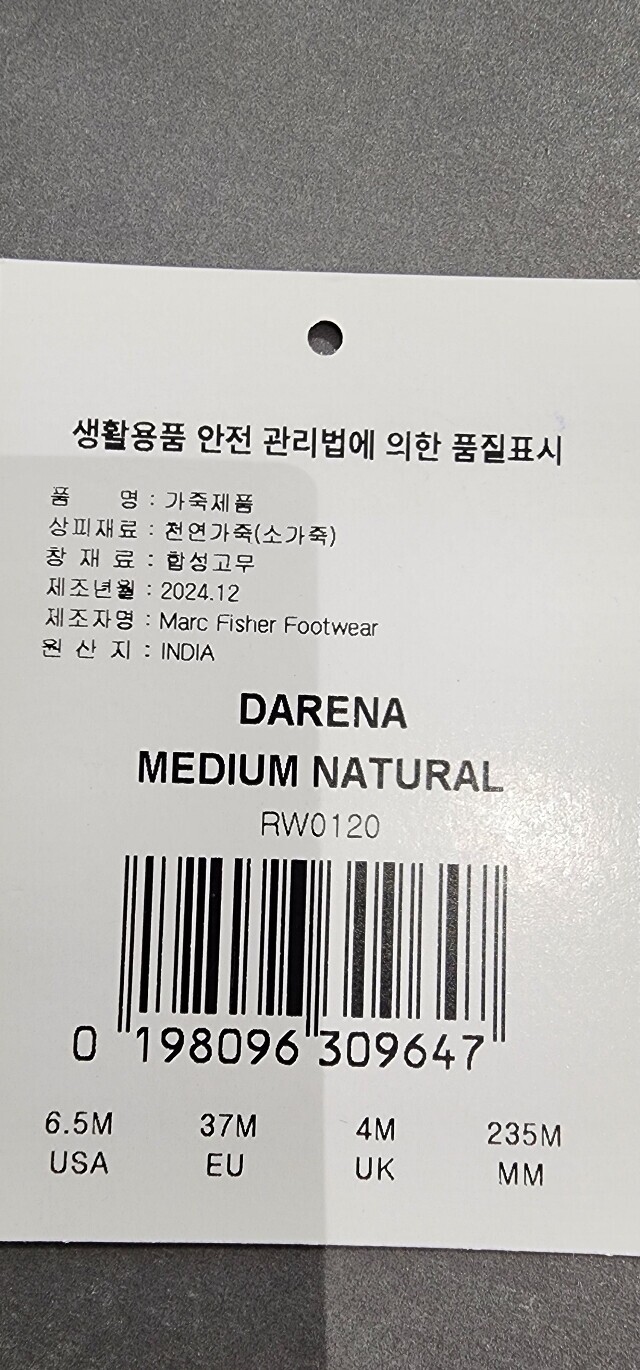 생활용품 안전 관리법에 의한 품질표시
품 명 : 가죽제품
상피재료 : 천연가죽(소가죽)
창 재 료 : 합성고무
제조년월 : 2024.12
제조자명 : Marc Fisher Footwear
원 산 지 : INDIA
DARENA
MEDIUM NATURAL
RW0120
0 198096 309647
6.5M 37M 4M 235M
USA EU UK MM